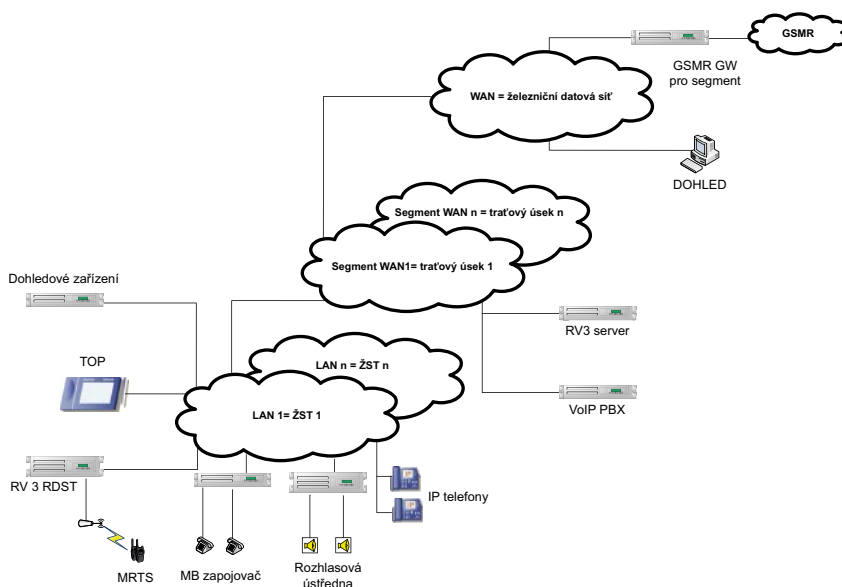 GSMR
GSMR GW
pro segment
WAN = železniční datová síť
DOHLED
Segment WAN n = traťový úsek n
Segment WAN1= traťový úsek 1
Dohledové zařízení
RV3 server
TOP
LAN n = ŽST n
VoIP PBX
LAN 1= ŽST 1
RV 3 RDST
IP telefony
MRTS
MB zapojovač
Rozhlasová
ústředna